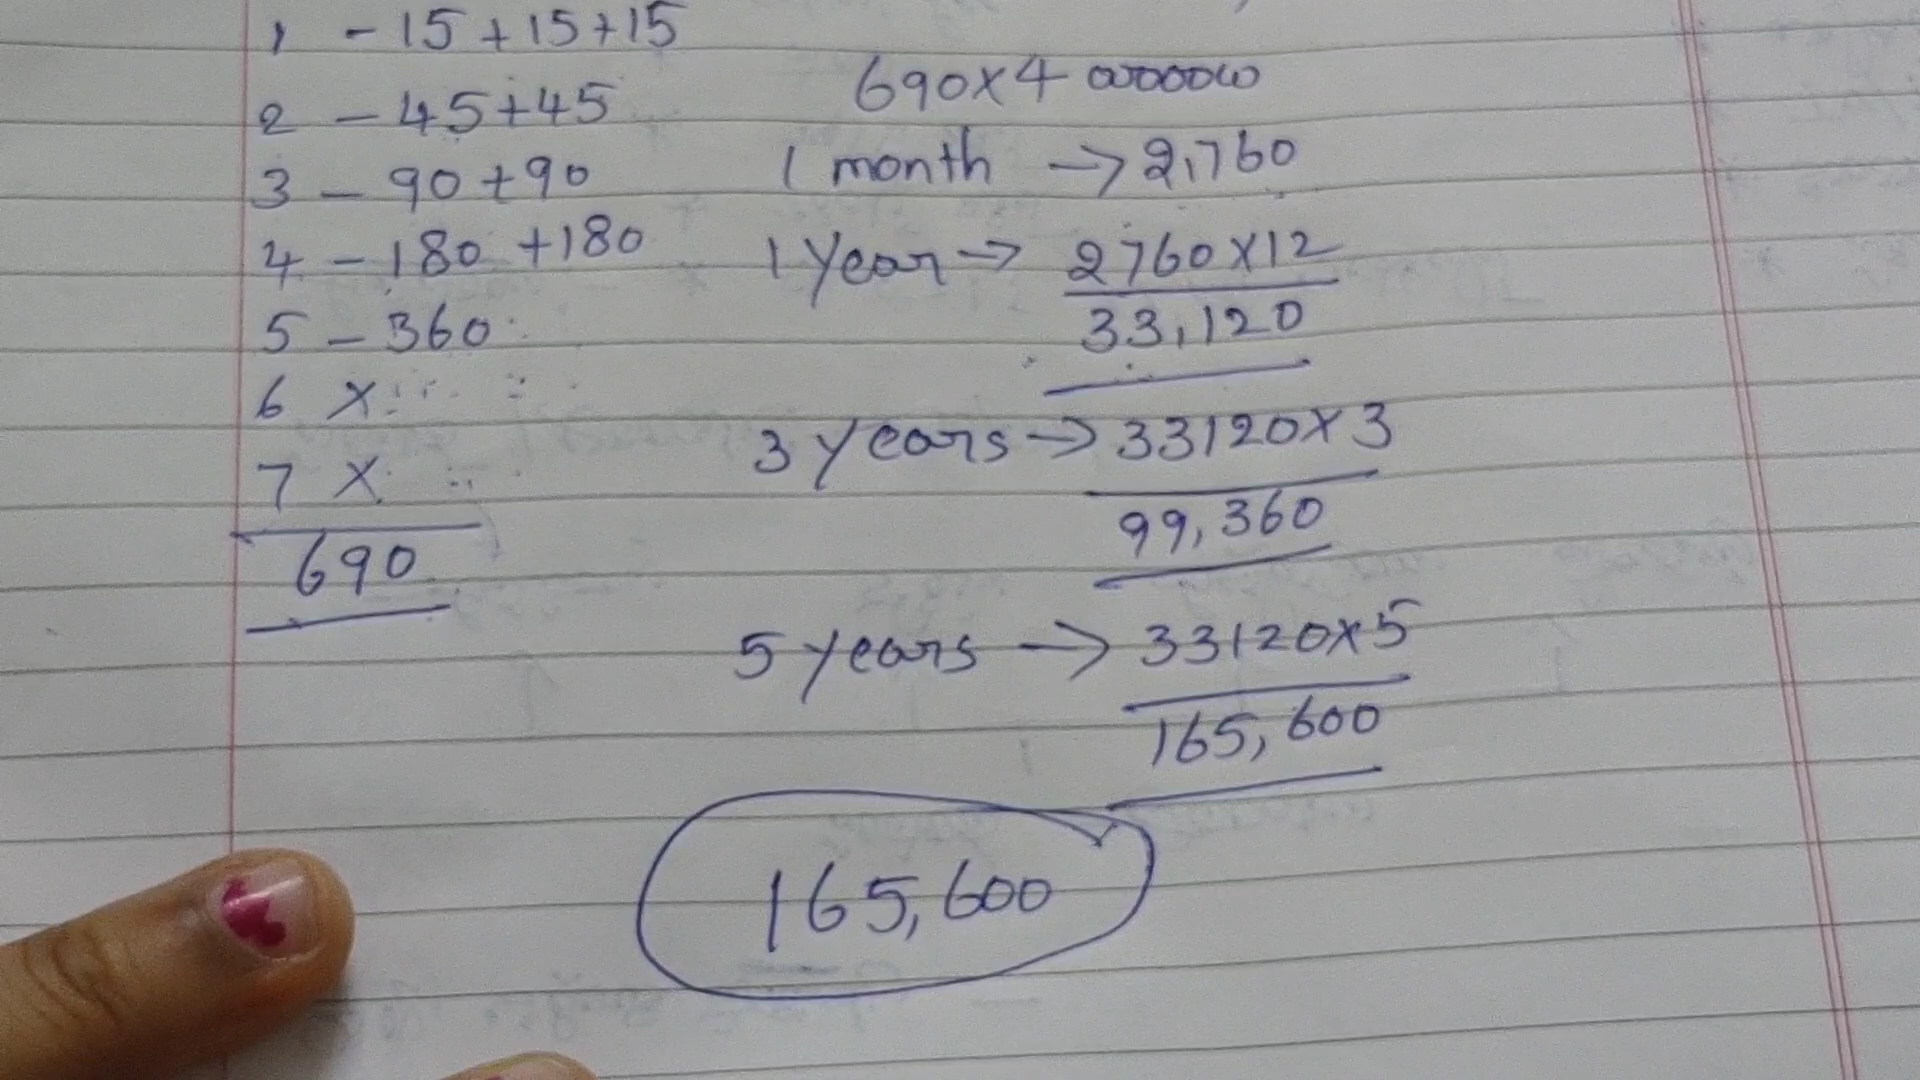 1 - 15+15+15
2 - 45+45
3 - 90+90
4 - 180+180
5 - 360
6 X
7 X
690
690x4
1 month → 2,760
1 Year → 2760X12
33,120
3 years → 33120X3
99,360
5 years → 33120x5
165,600
165,600